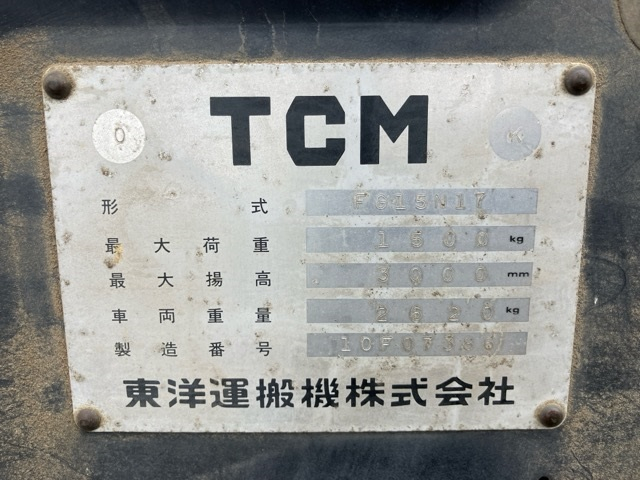 TCM
0
形式 FG15N17
最大荷重 1500 kg
最大揚高 3000 mm
車両重量 kg
製造番号
東洋運搬機株式会社